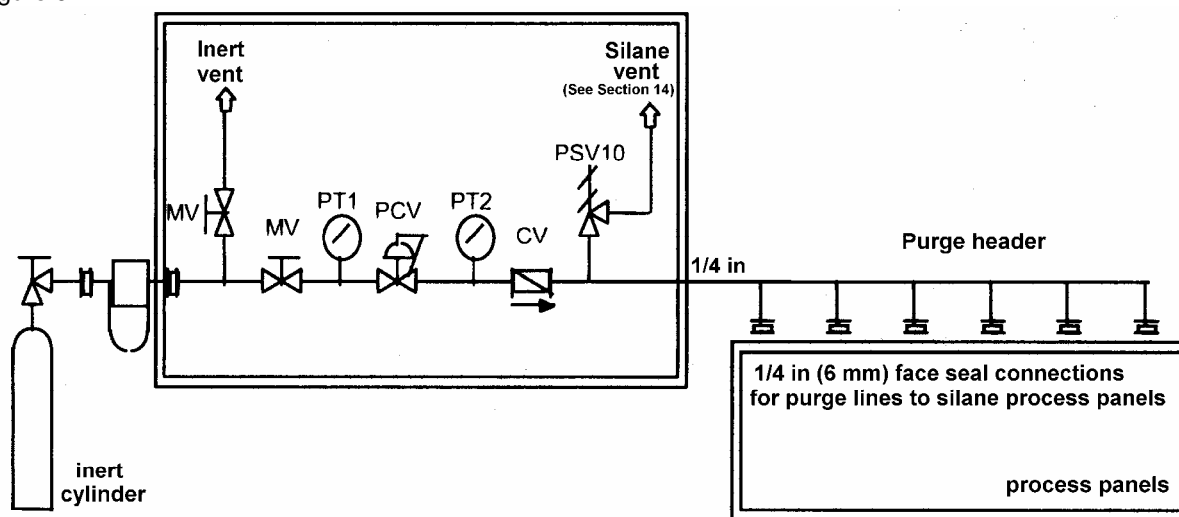 Inert
vent
Silane
vent
(See Section 14)
PSV10
MV
MV
PT1
PCV
PT2
CV
1/4 in
Purge header
1/4 in (6 mm) face seal connections
for purge lines to silane process panels
process panels
inert
cylinder